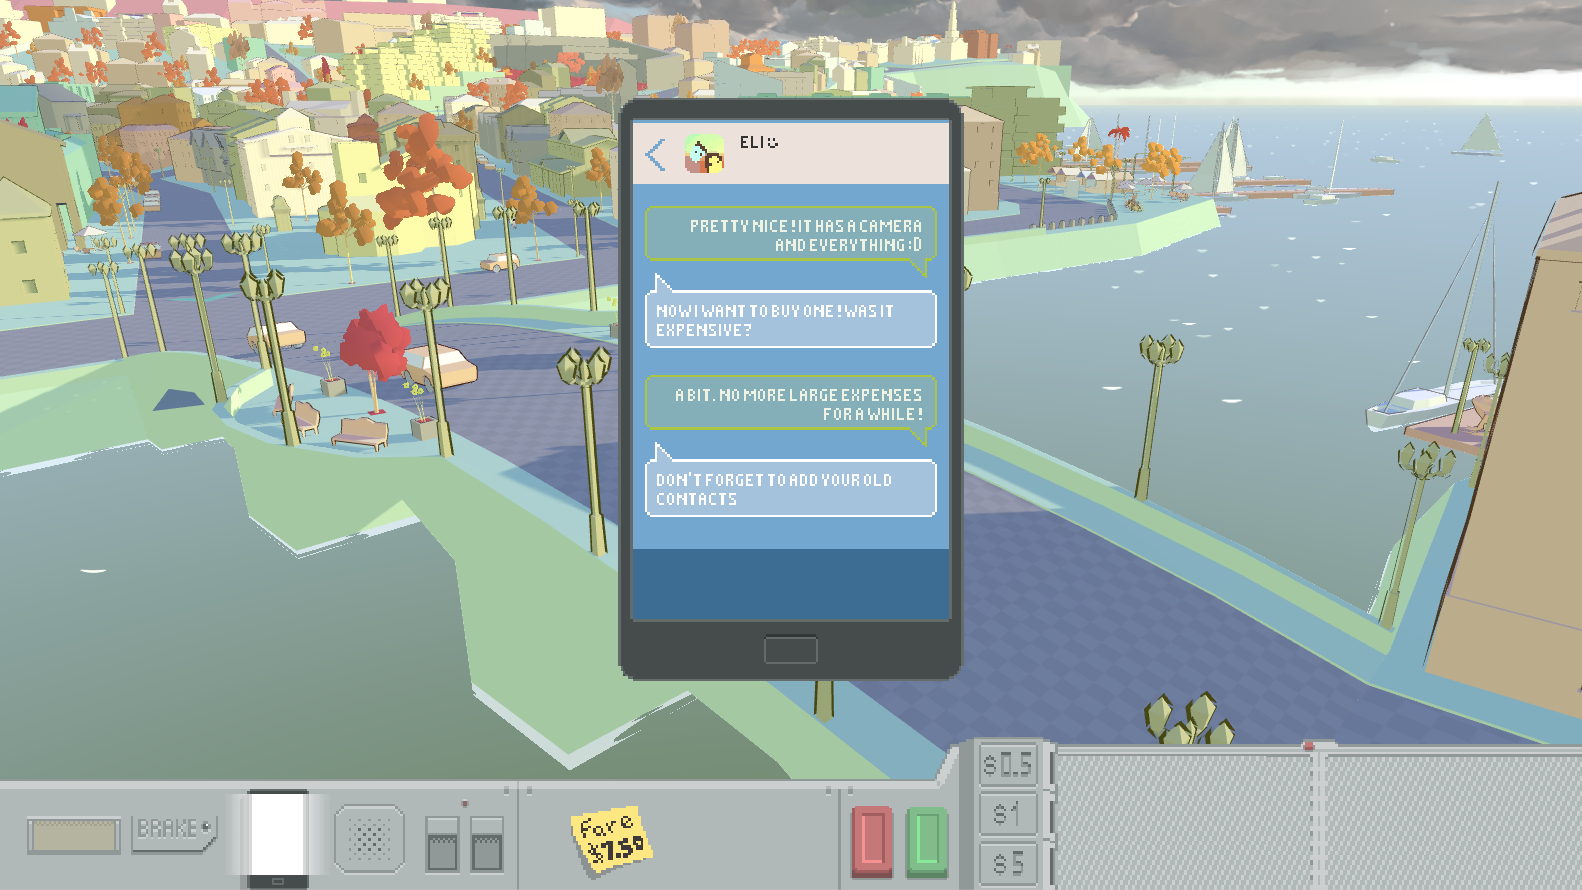 ELI
PRETTY NICE! IT HAS A CAMERA
AND EVERYTHING :D
NOW I WANT TO BUY ONE! WAS IT
EXPENSIVE?
A BIT. NO MORE LARGE EXPENSES
FOR A WHILE!
DON'T FORGET TO ADD YOUR OLD
CONTACTS
BRAKE
Fare
$7.50
$0.5
$1
$5